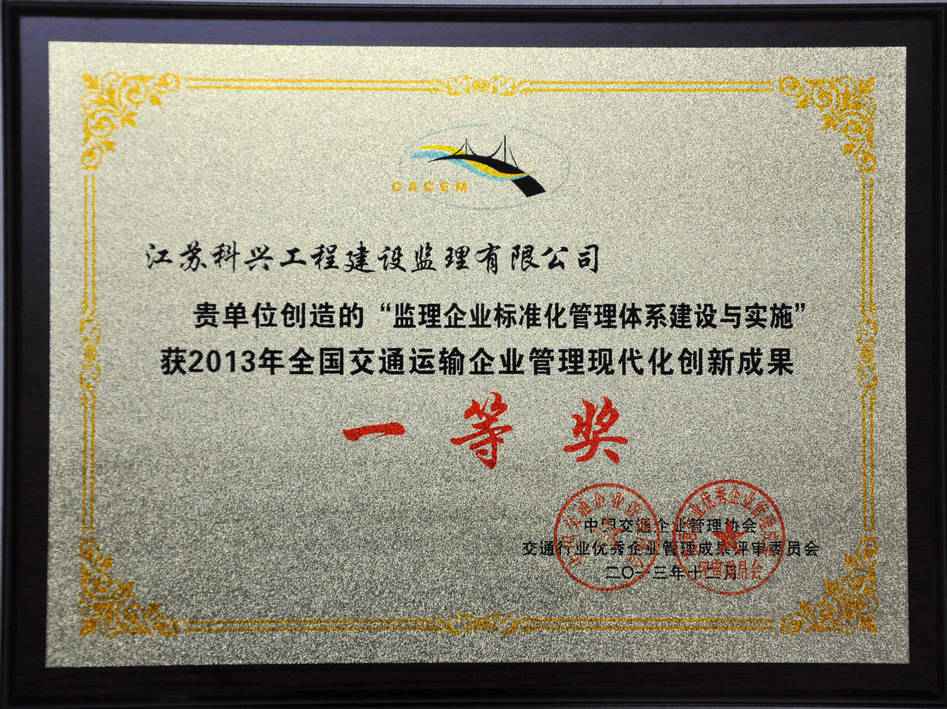 CACEM
江苏科兴工程建设监理有限公司
贵单位创造的“监理企业标准化管理体系建设与实施”
获2013年全国交通运输企业管理现代化创新成果
一等奖
中国交通企业管理协会
交通行业优秀企业管理成果评审委员会
二〇一三年十二月